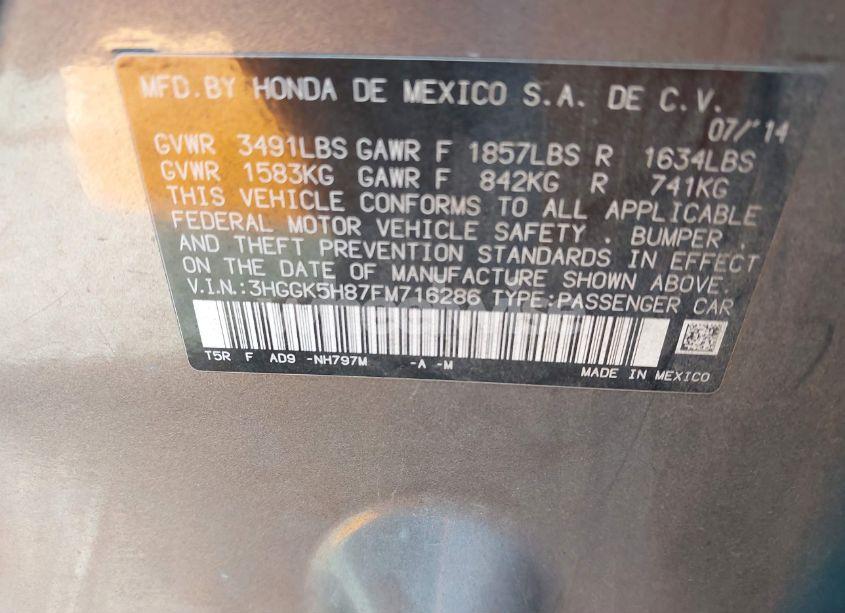 MFD.BY HONDA DE MEXICO S.A. DE C.V.
07/'14
GVWR 3491LBS GAWR F 1857LBS R 1634LBS
GVWR 1583KG GAWR F 842KG R 741KG
THIS VEHICLE CONFORMS TO ALL APPLICABLE
FEDERAL MOTOR VEHICLE SAFETY . BUMPER .
AND THEFT PREVENTION STANDARDS IN EFFECT
ON THE DATE OF MANUFACTURE SHOWN ABOVE.
V.I.N.:3HGGK5H87FM716286 TYPE:PASSENGER CAR
T5R F AD9 -NH797M -A -M
MADE IN MEXICO